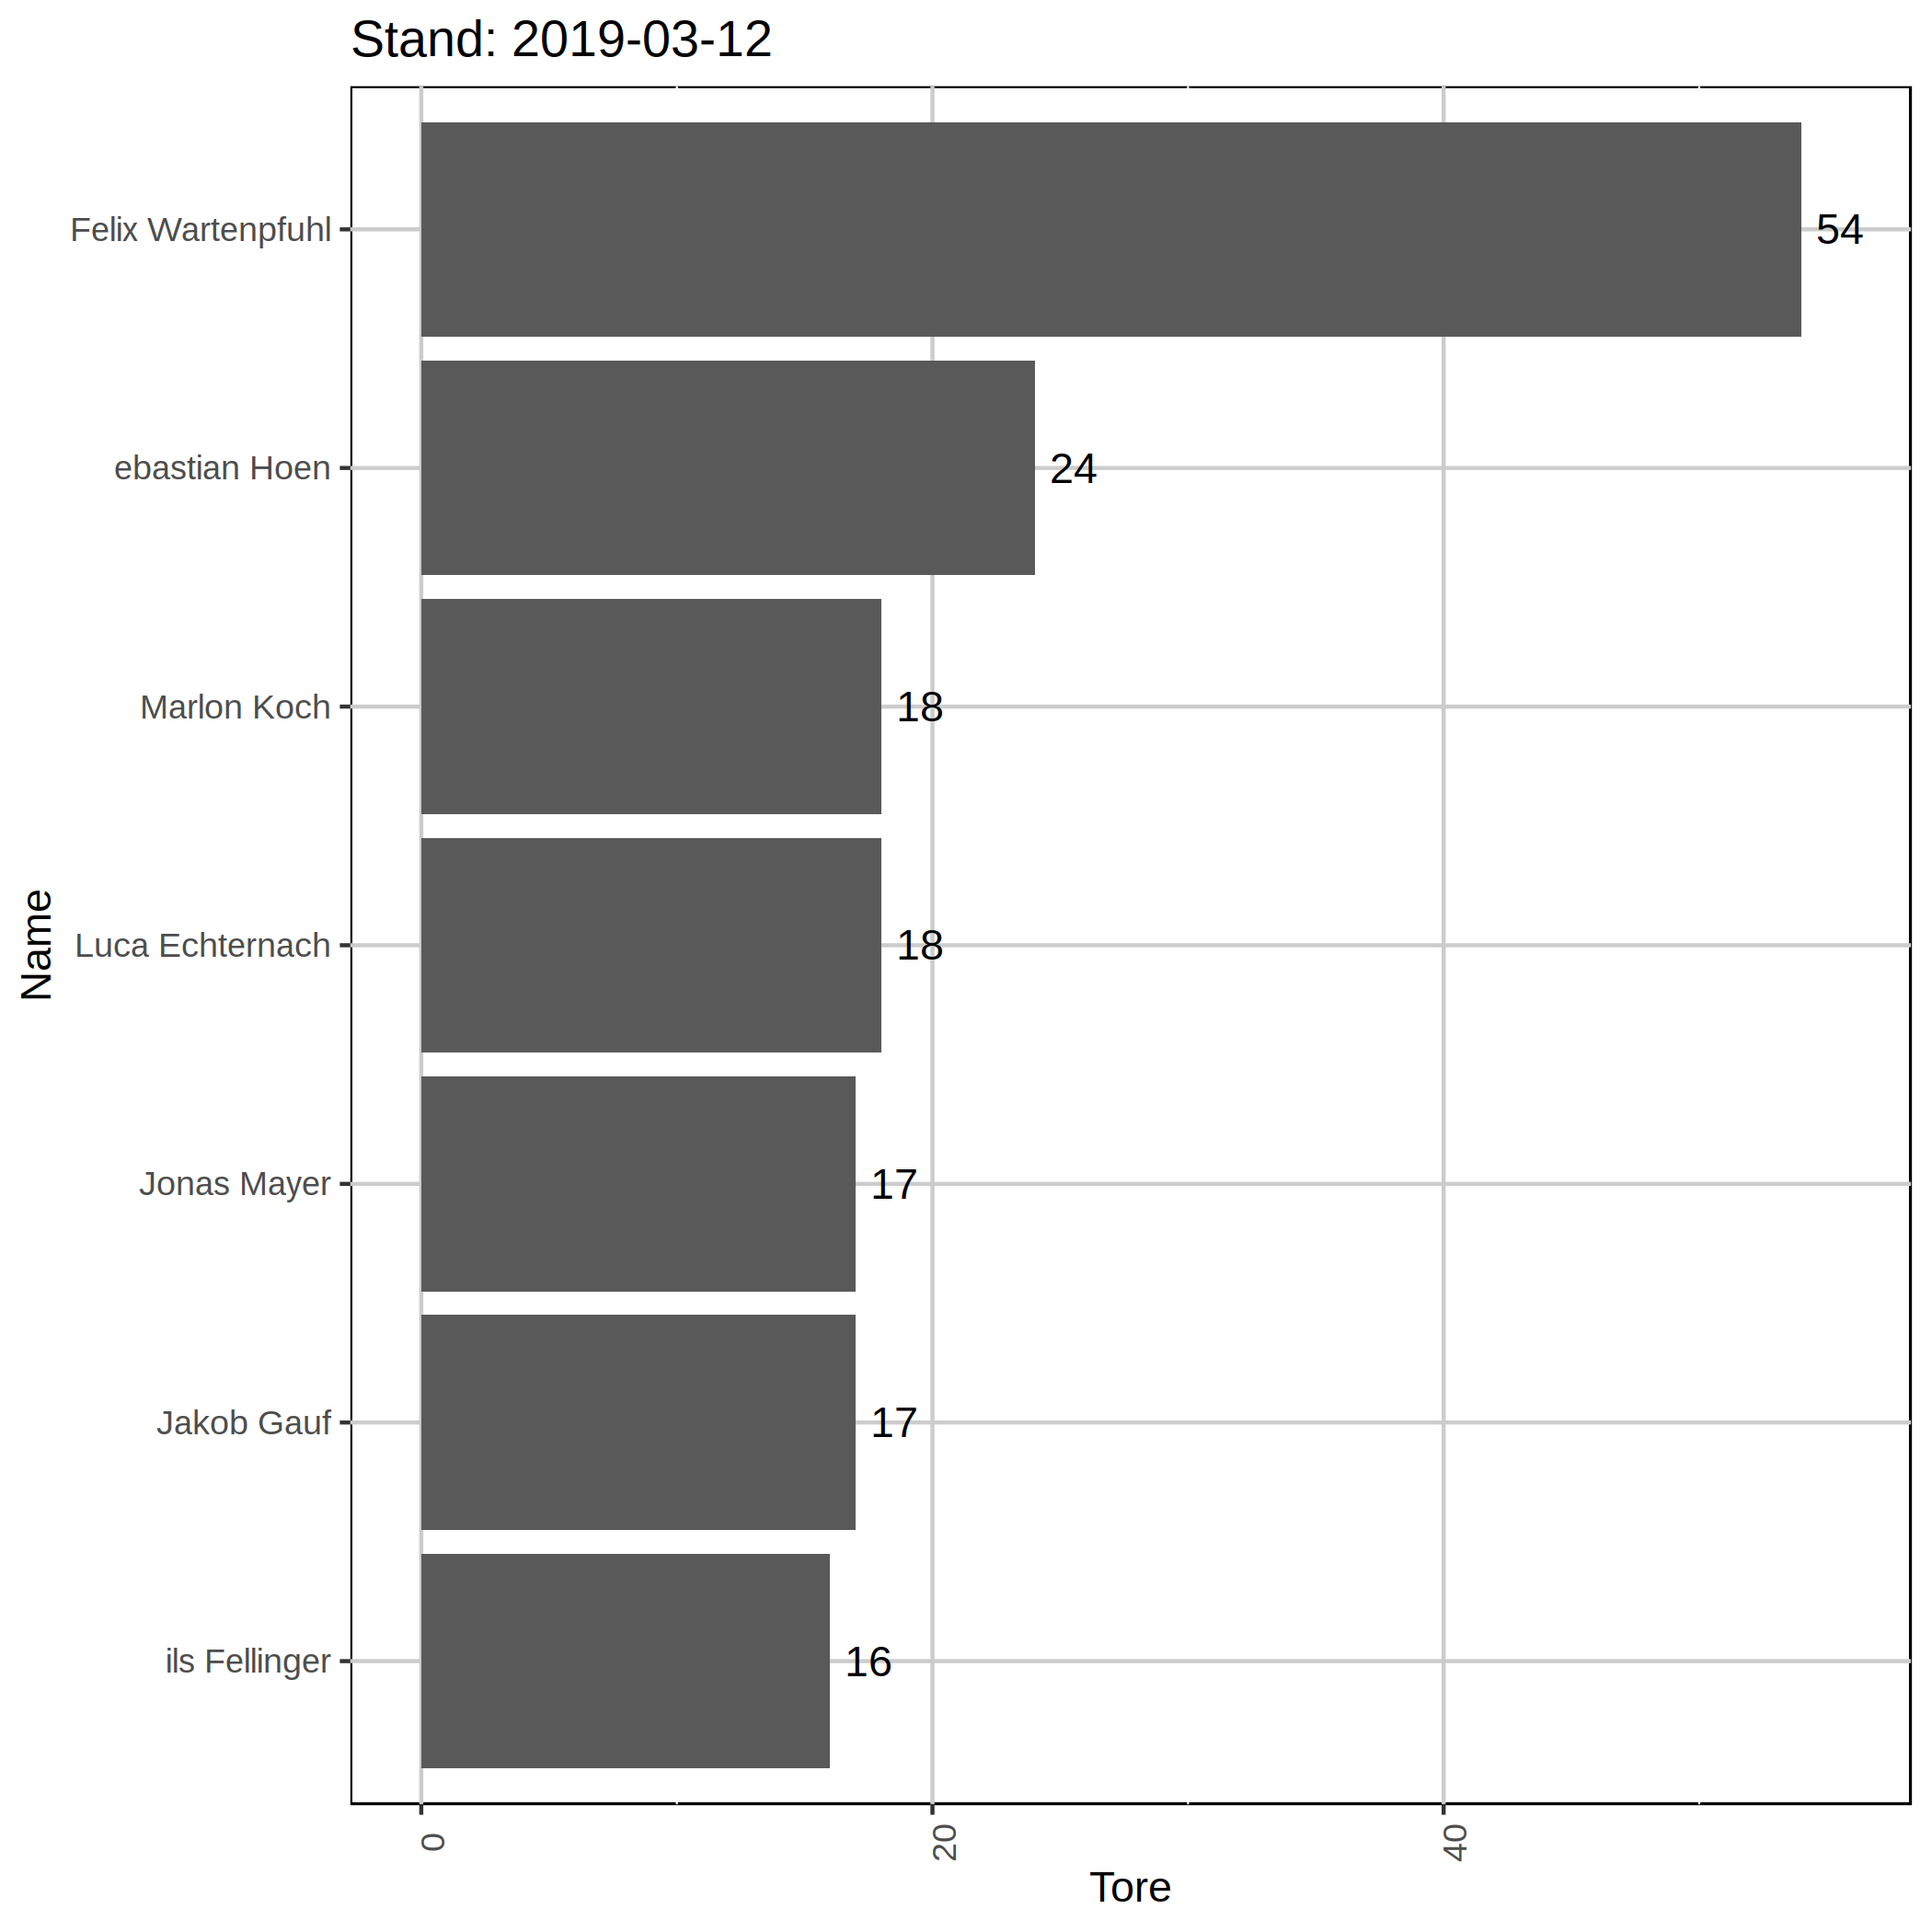 Stand: 2019-03-12
Felix Wartenpfuhl
54
ebastian Hoen
24
Marlon Koch
18
Luca Echternach
18
Jonas Mayer
17
Jakob Gauf
17
ils Fellinger
16
Name
0
20
40
Tore